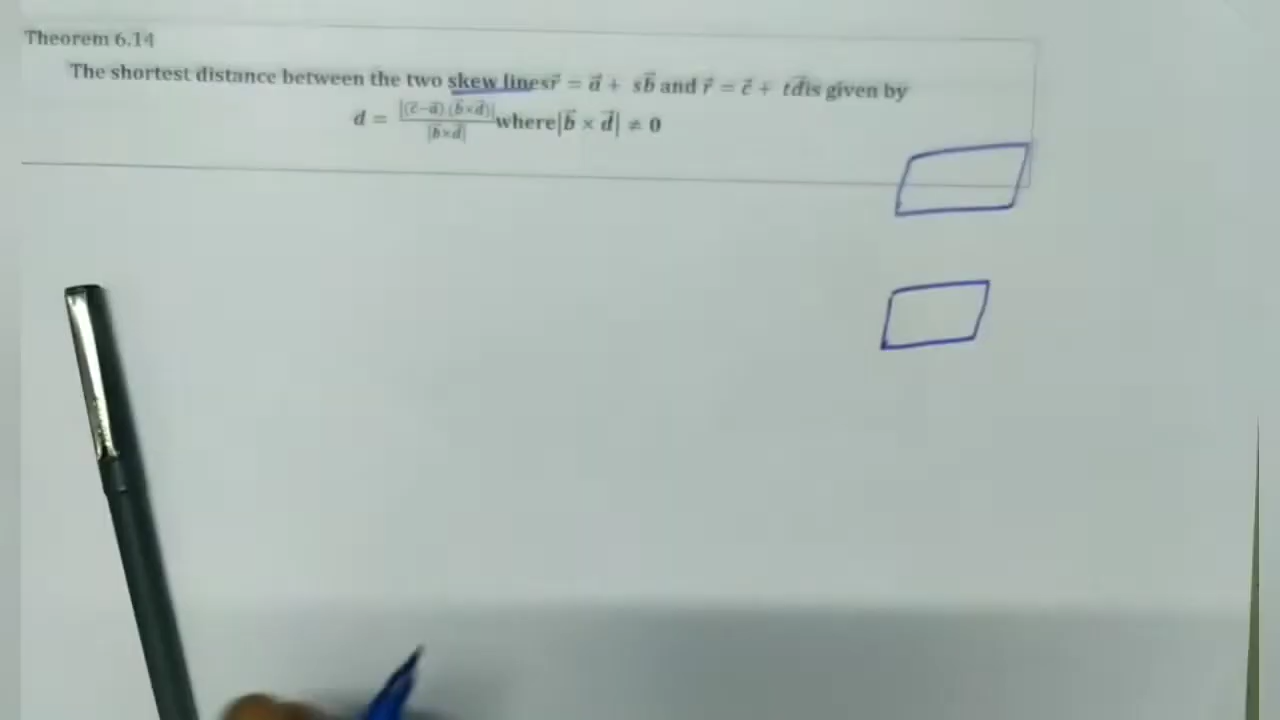 Theorem 6.14
The shortest distance between the two skew lines r⃗ = a⃗ + sb⃗ and r⃗ = c⃗ + td⃗ is given by
d = |(c⃗−a⃗).(b⃗×d⃗)| / |b⃗×d⃗| where |b⃗ × d⃗| ≠ 0